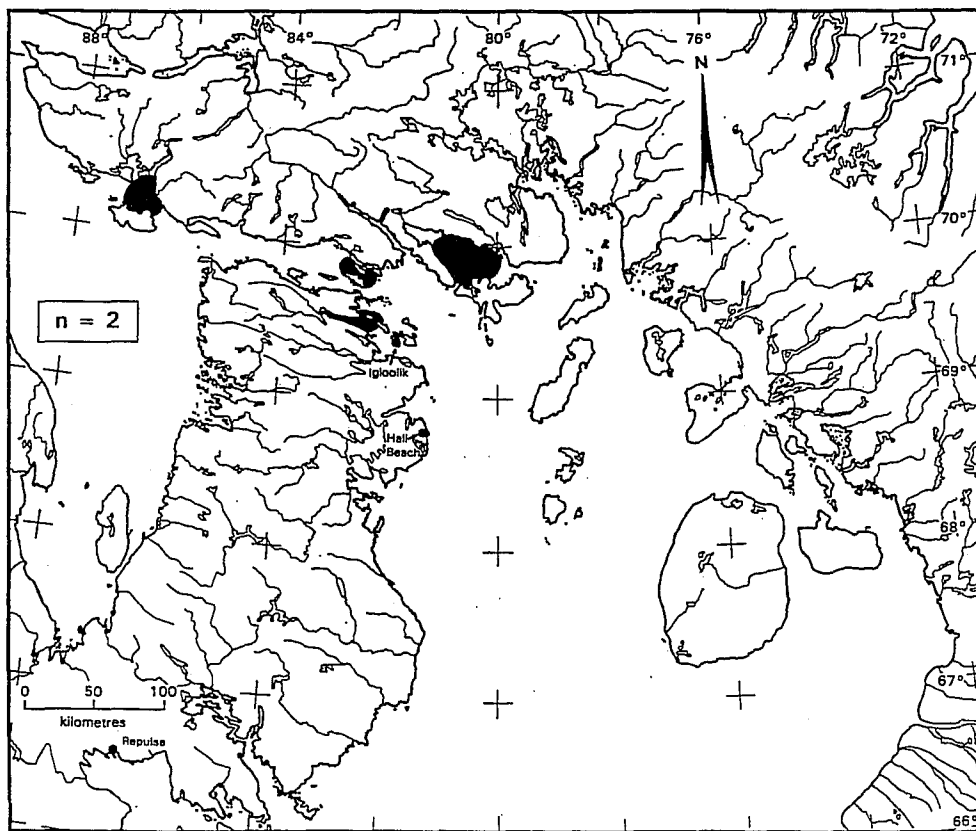 88° 84° 80° 76° 72°
71°
N
70°
n = 2
69°
Igloolik
Hall
Beach
68°
67°
0 50 100
kilometres
Repulse
66°